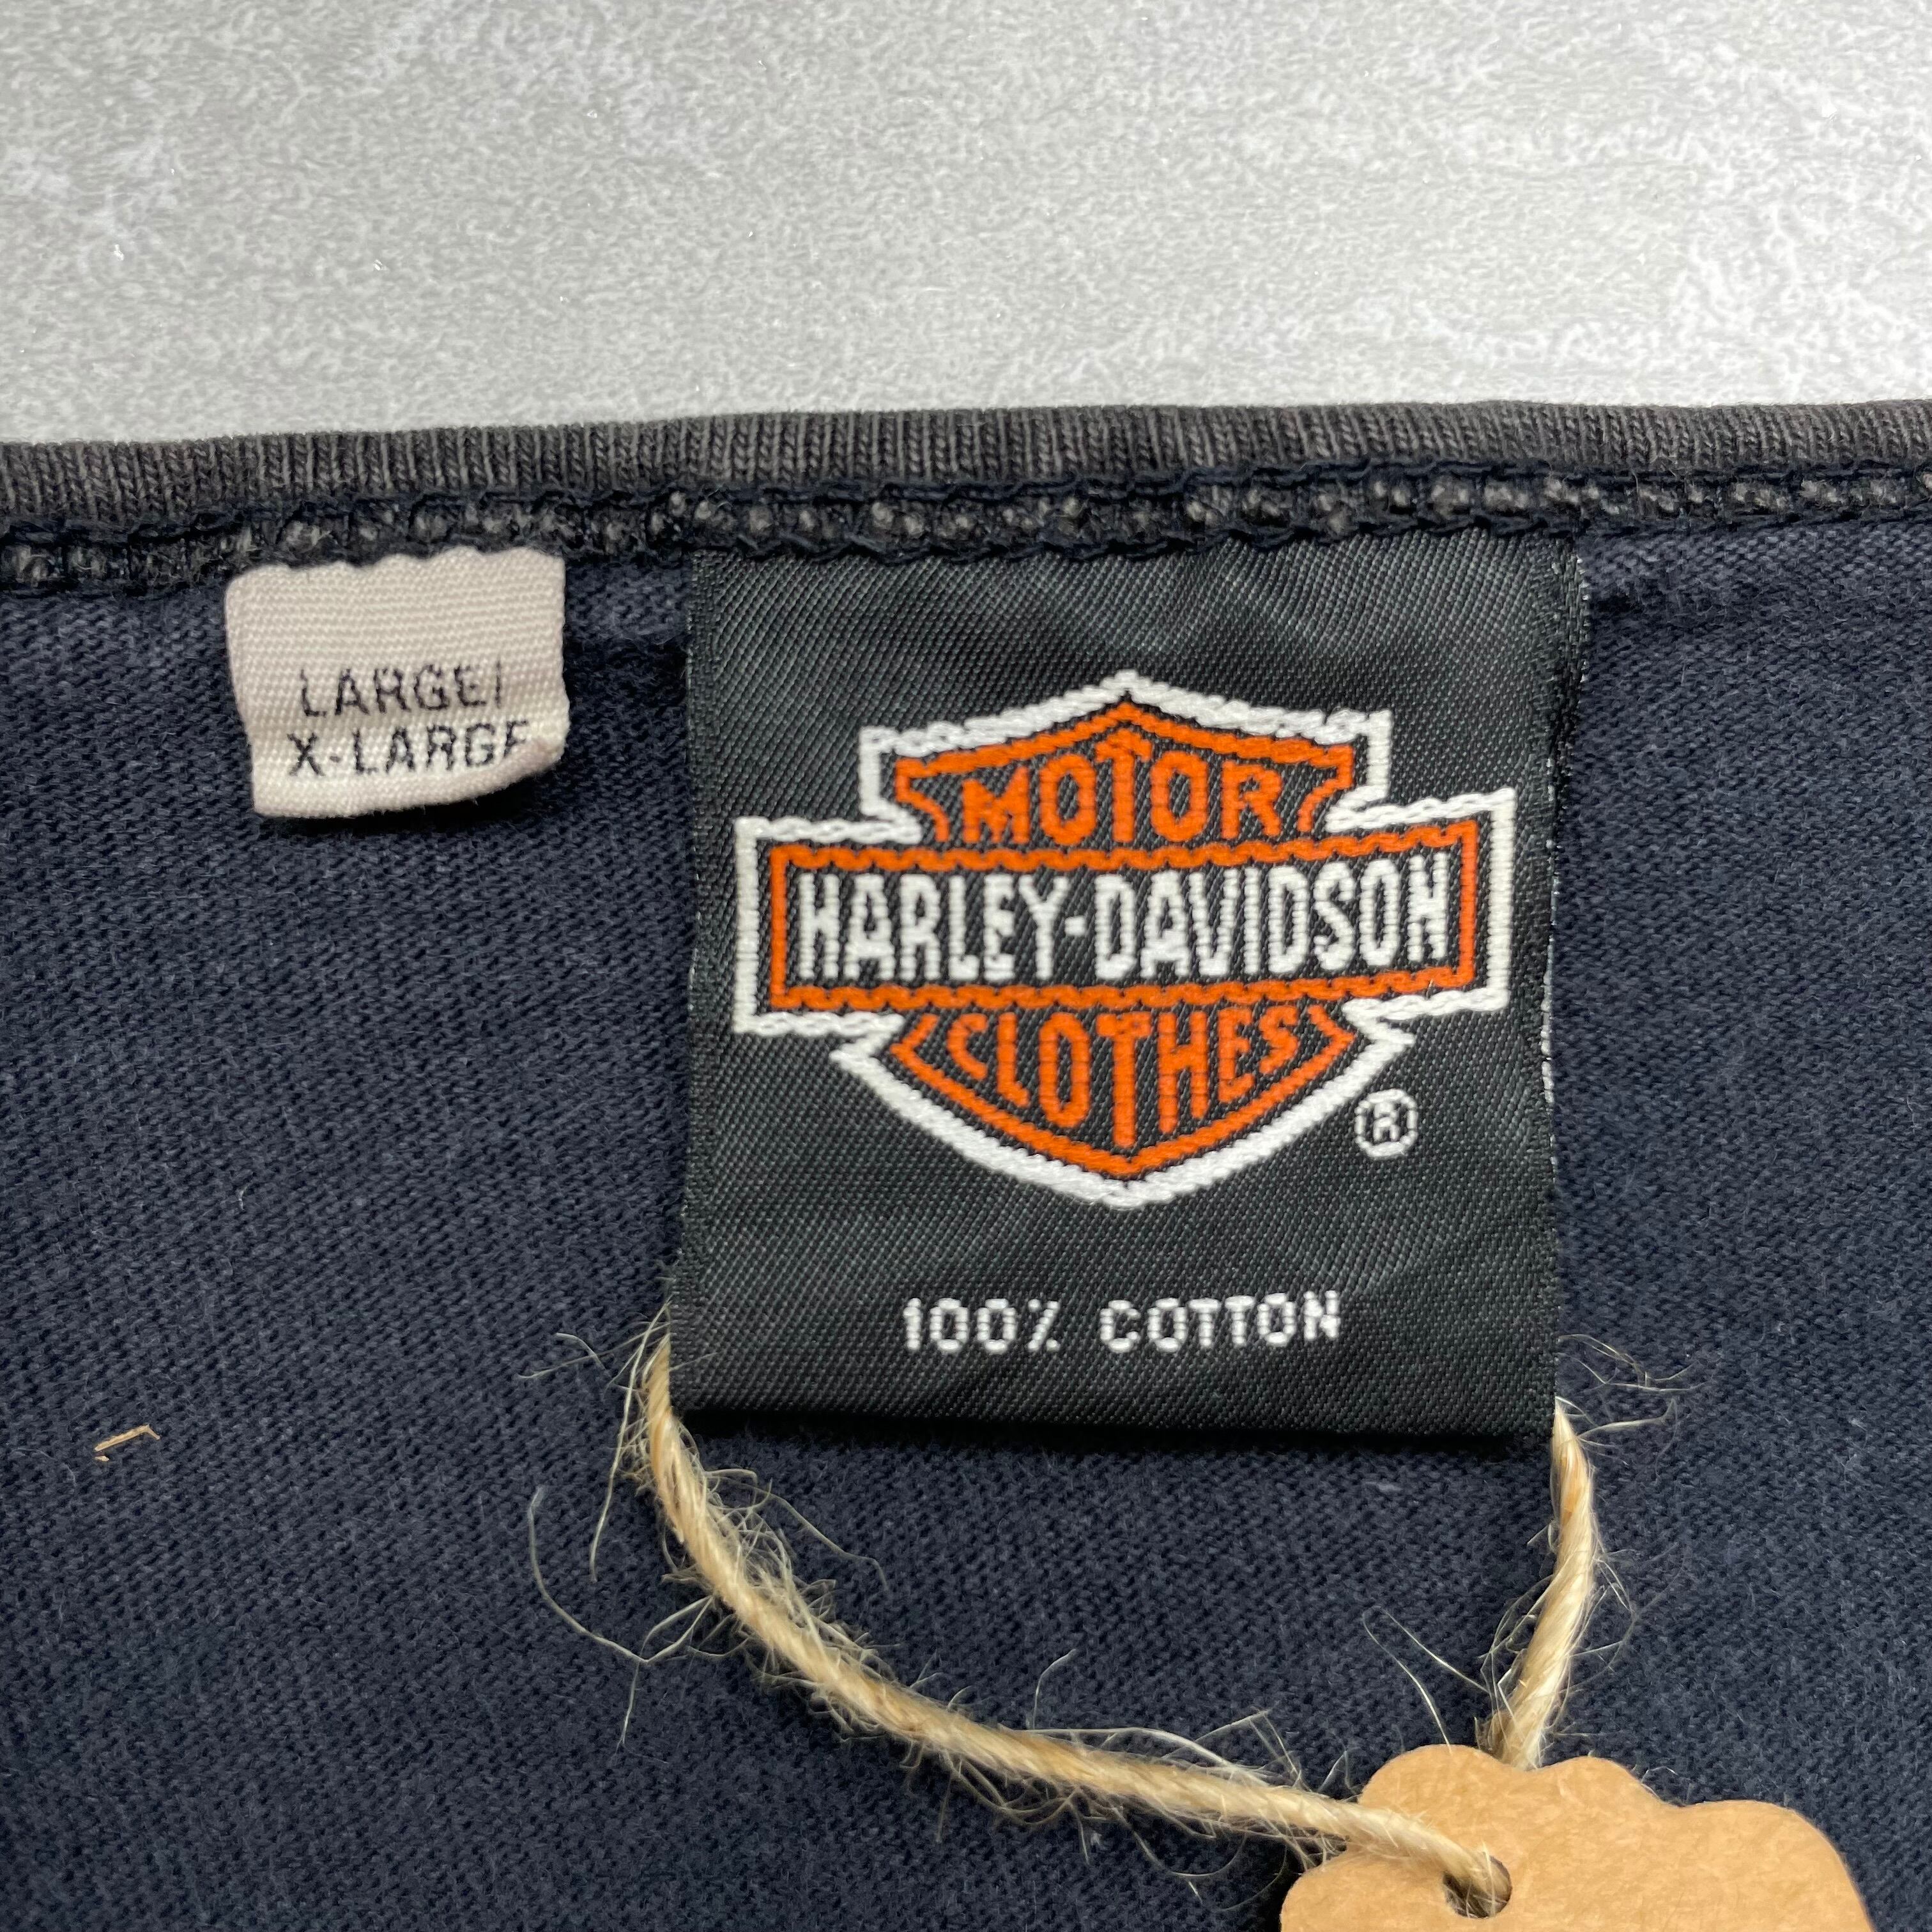 LARGE/
X-LARGE
MOTOR
HARLEY-DAVIDSON
CLOTHES
®
100% COTTON